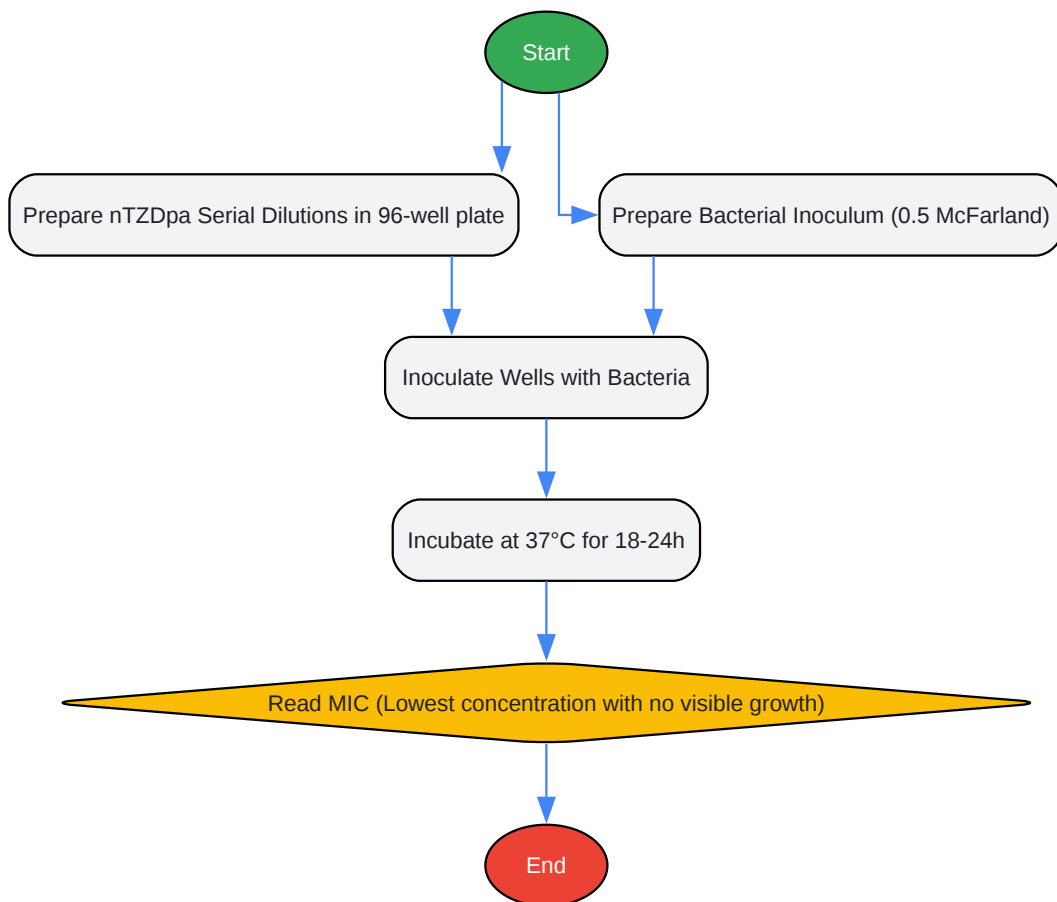 Start
Prepare nTZDpa Serial Dilutions in 96-well plate
Prepare Bacterial Inoculum (0.5 McFarland)
Inoculate Wells with Bacteria
Incubate at 37°C for 18-24h
Read MIC (Lowest concentration with no visible growth)
End